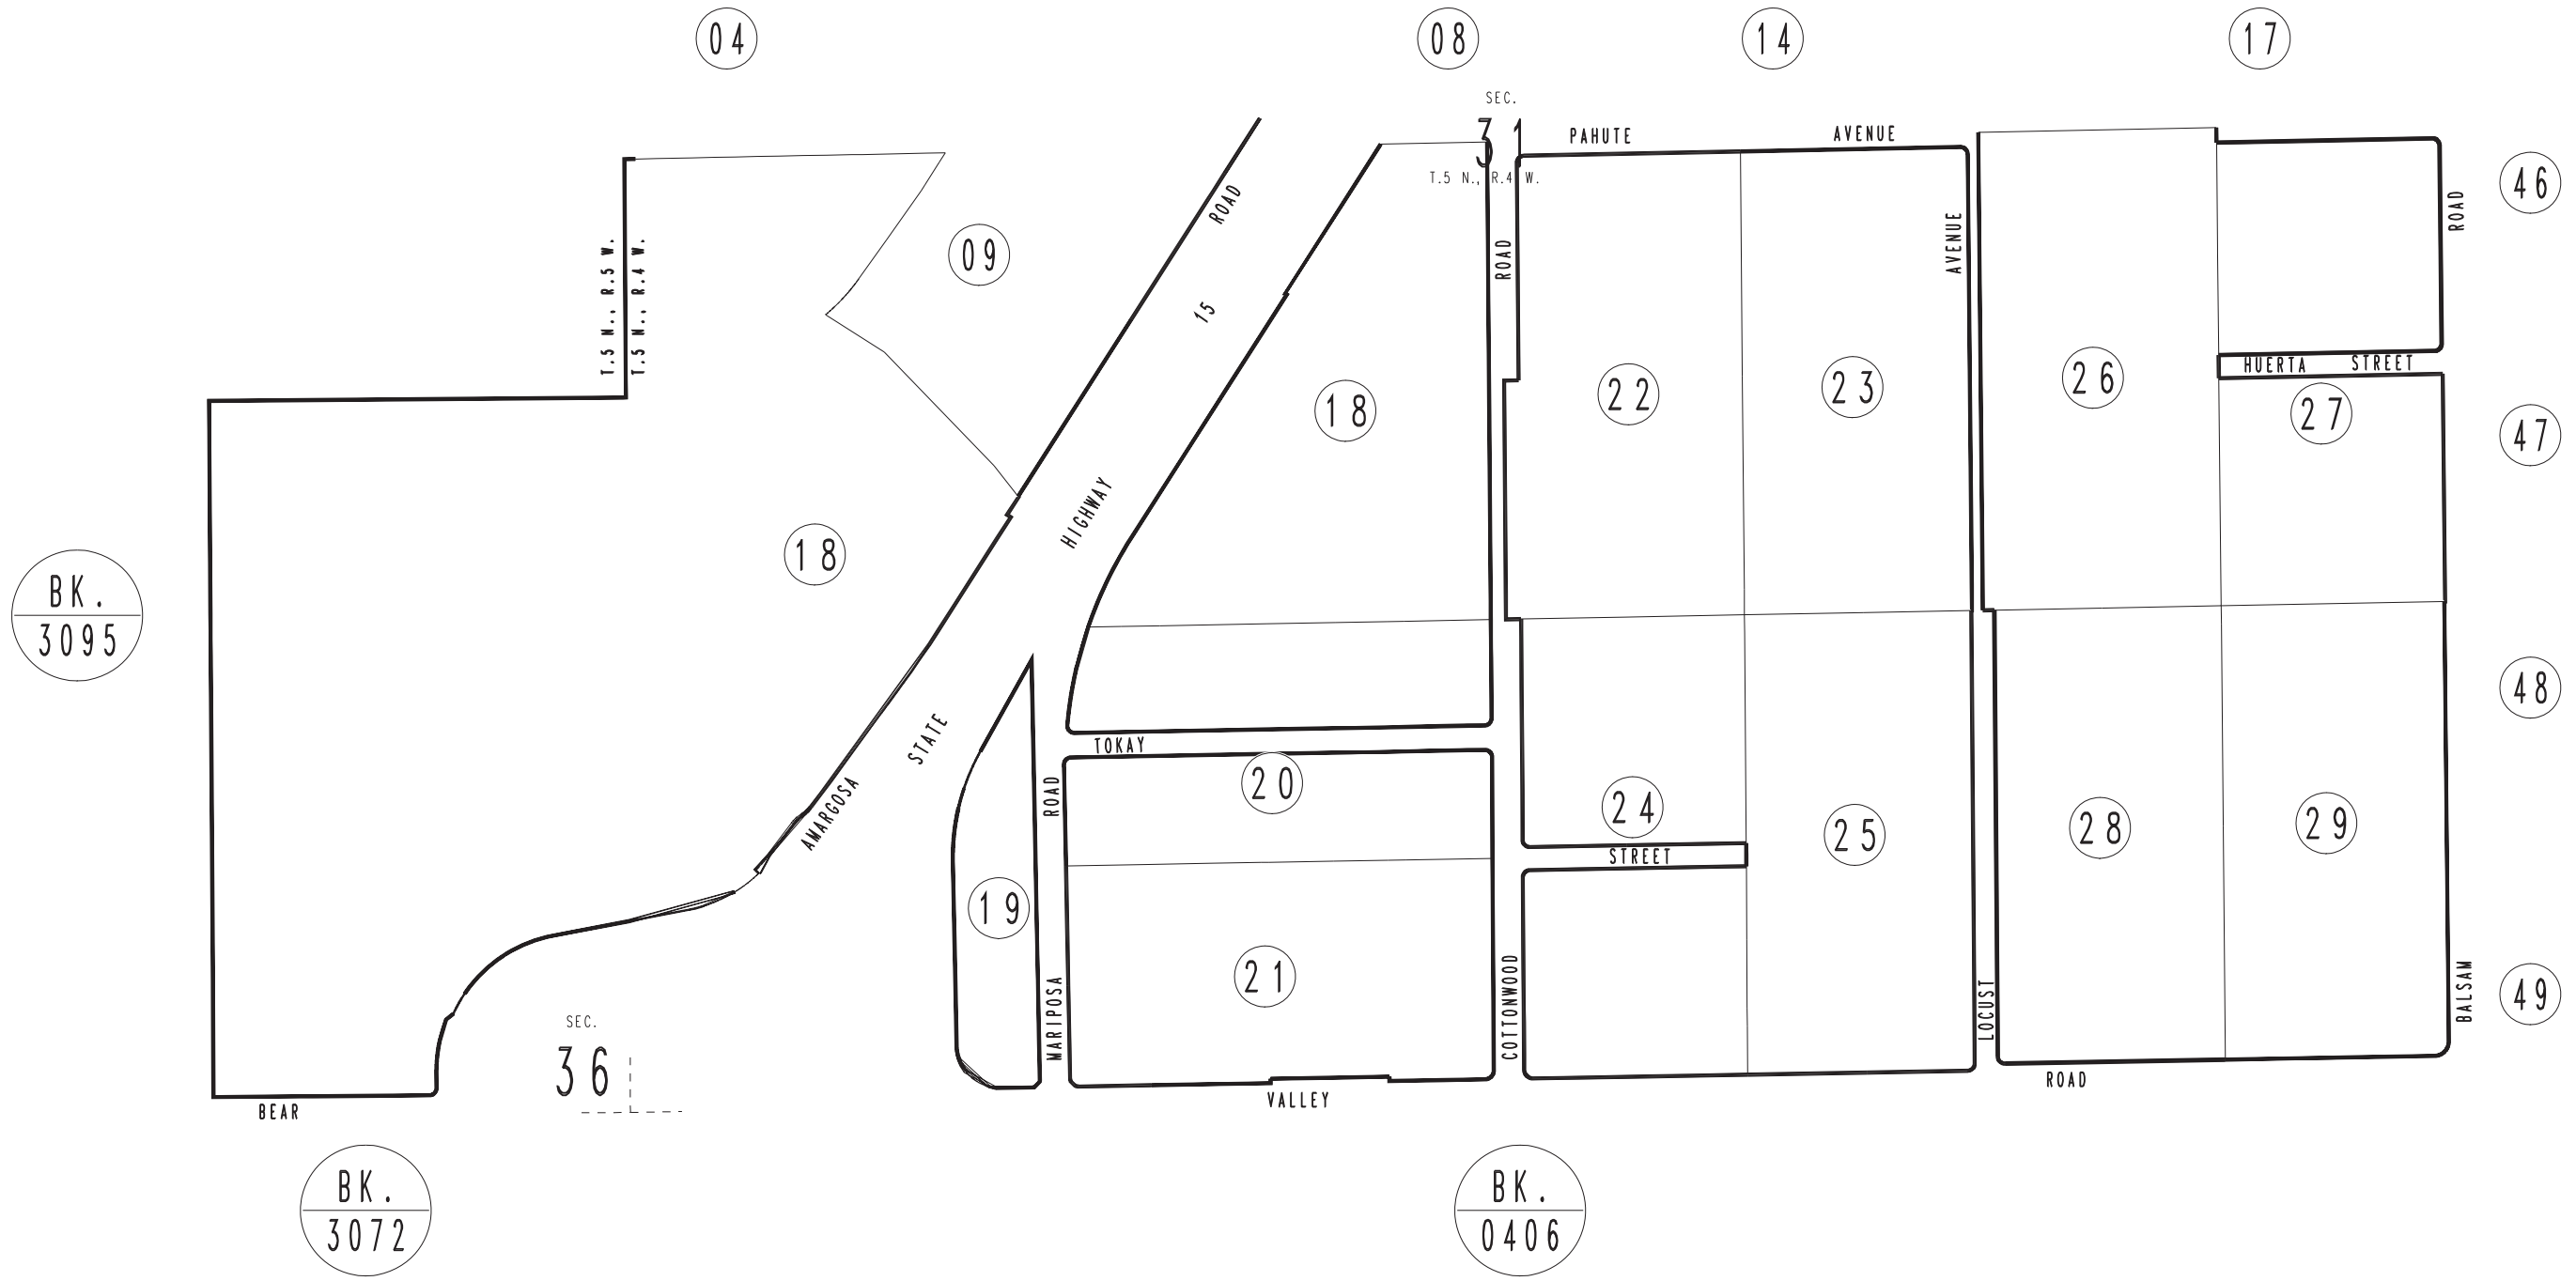 04
08
14
17
SEC.
31
T.5 N., R.4 W.
PAHUTE AVENUE
46
ROAD
ROAD
AVENUE
ROAD
T.5 N., R.5 W.
T.5 N., R.4 W.
09
15
HUERTA STREET
18
22
23
26
27
47
HIGHWAY
18
BK.
3095
48
STATE
TOKAY
AMARGOSA
ROAD
20
24
STREET
25
28
29
19
21
MARIPOSA
COTTONWOOD
LOCUST
BALSAM
49
SEC.
36
BEAR VALLEY ROAD
BK.
3072
BK.
0406